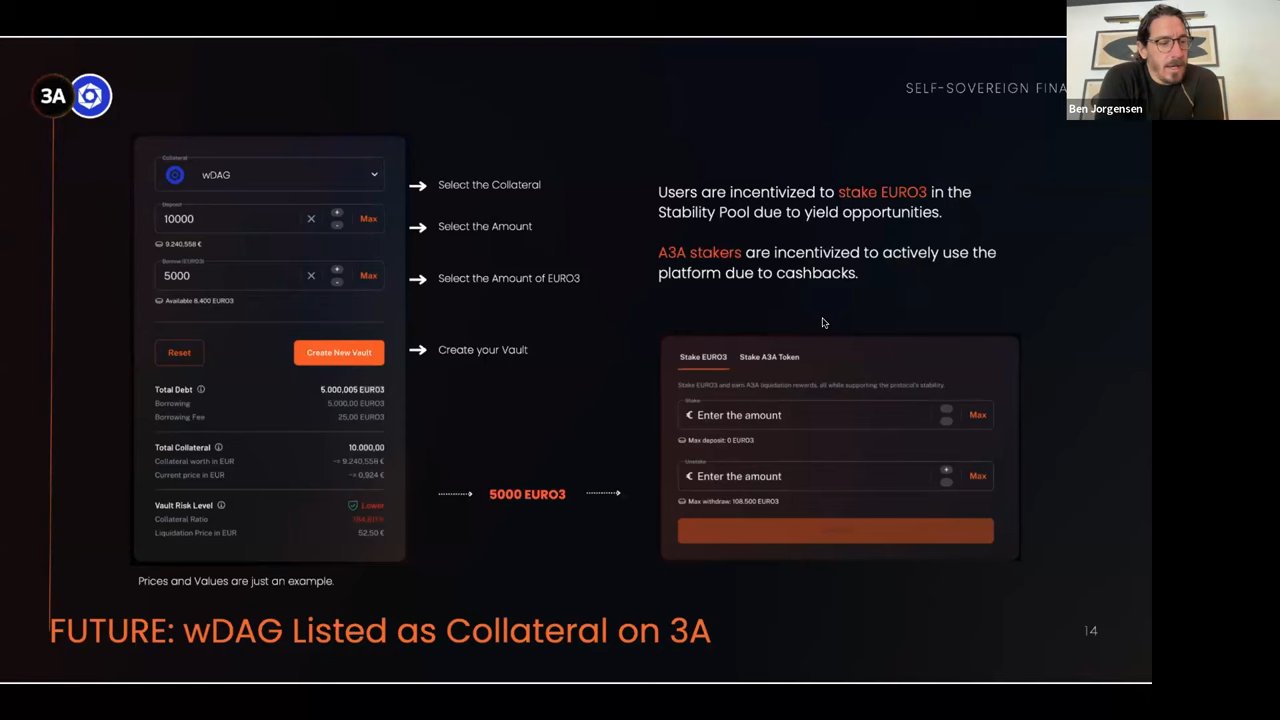 3A
SELF-SOVEREIGN FINA
Ben Jorgensen
Collateral
wDAG
Select the Collateral
Deposit
10000
Max
Select the Amount
9.240,558 €
Borrow (EURO3)
5000
Max
Select the Amount of EURO3
Available 8.400 EURO3
Reset
Create New Vault
Create your Vault
Total Debt
5.000,005 EURO3
Borrowing
5.000,00 EURO3
Borrowing Fee
25,00 EURO3
Total Collateral
10.000,00
Collateral worth in EUR
~= 9.240,558 €
Current price in EUR
~= 0,924 €
Vault Risk Level
Lower
Collateral Ratio
Liquidation Price in EUR
52,50 €
Prices and Values are just an example.
5000 EURO3
Users are incentivized to stake EURO3 in the
Stability Pool due to yield opportunities.
A3A stakers are incentivized to actively use the
platform due to cashbacks.
Stake EURO3
Stake A3A Token
Stake EURO3 and earn A3A liquidation rewards, all while supporting the protocol's stability.
Stake
€ Enter the amount
Max
Max deposit: 0 EURO3
Unstake
€ Enter the amount
Max
Max withdraw: 108.500 EURO3
FUTURE: wDAG Listed as Collateral on 3A
14